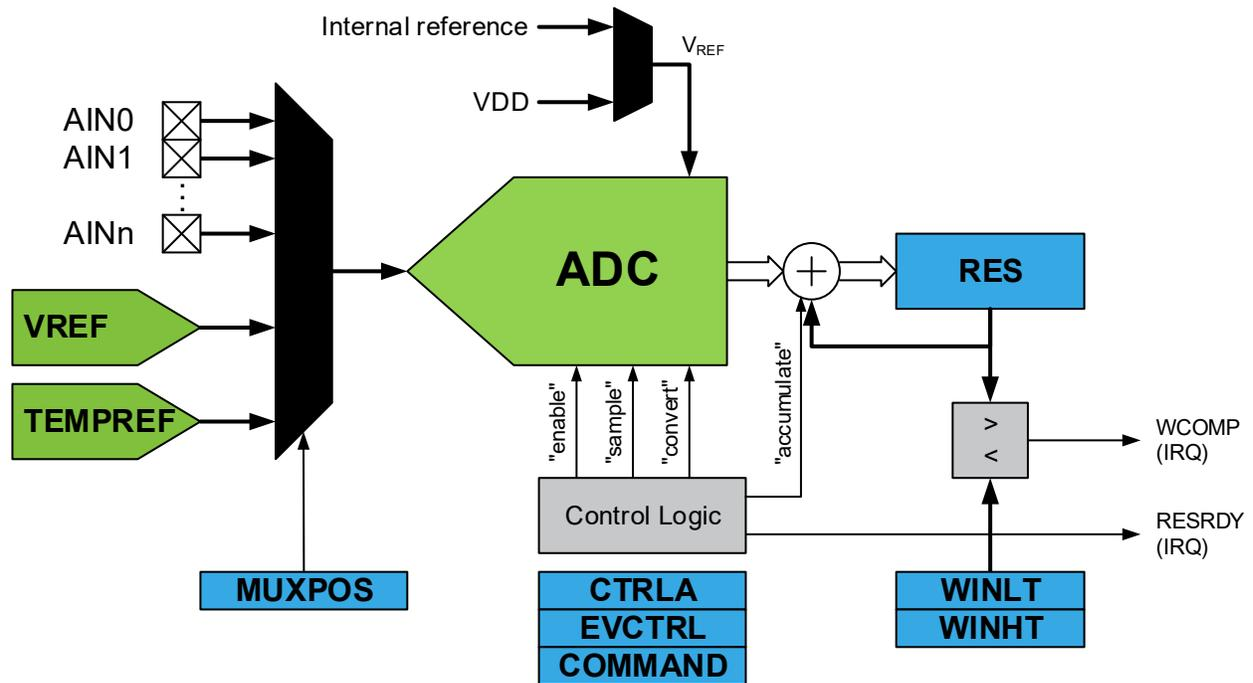 Internal reference
V_REF
VDD
AIN0
AIN1
AINn
ADC
+
RES
VREF
TEMPREF
"enable"
"sample"
"convert"
"accumulate"
>
<
WCOMP
(IRQ)
Control Logic
RESRDY
(IRQ)
MUXPOS
CTRLA
EVCTRL
COMMAND
WINLT
WINHT